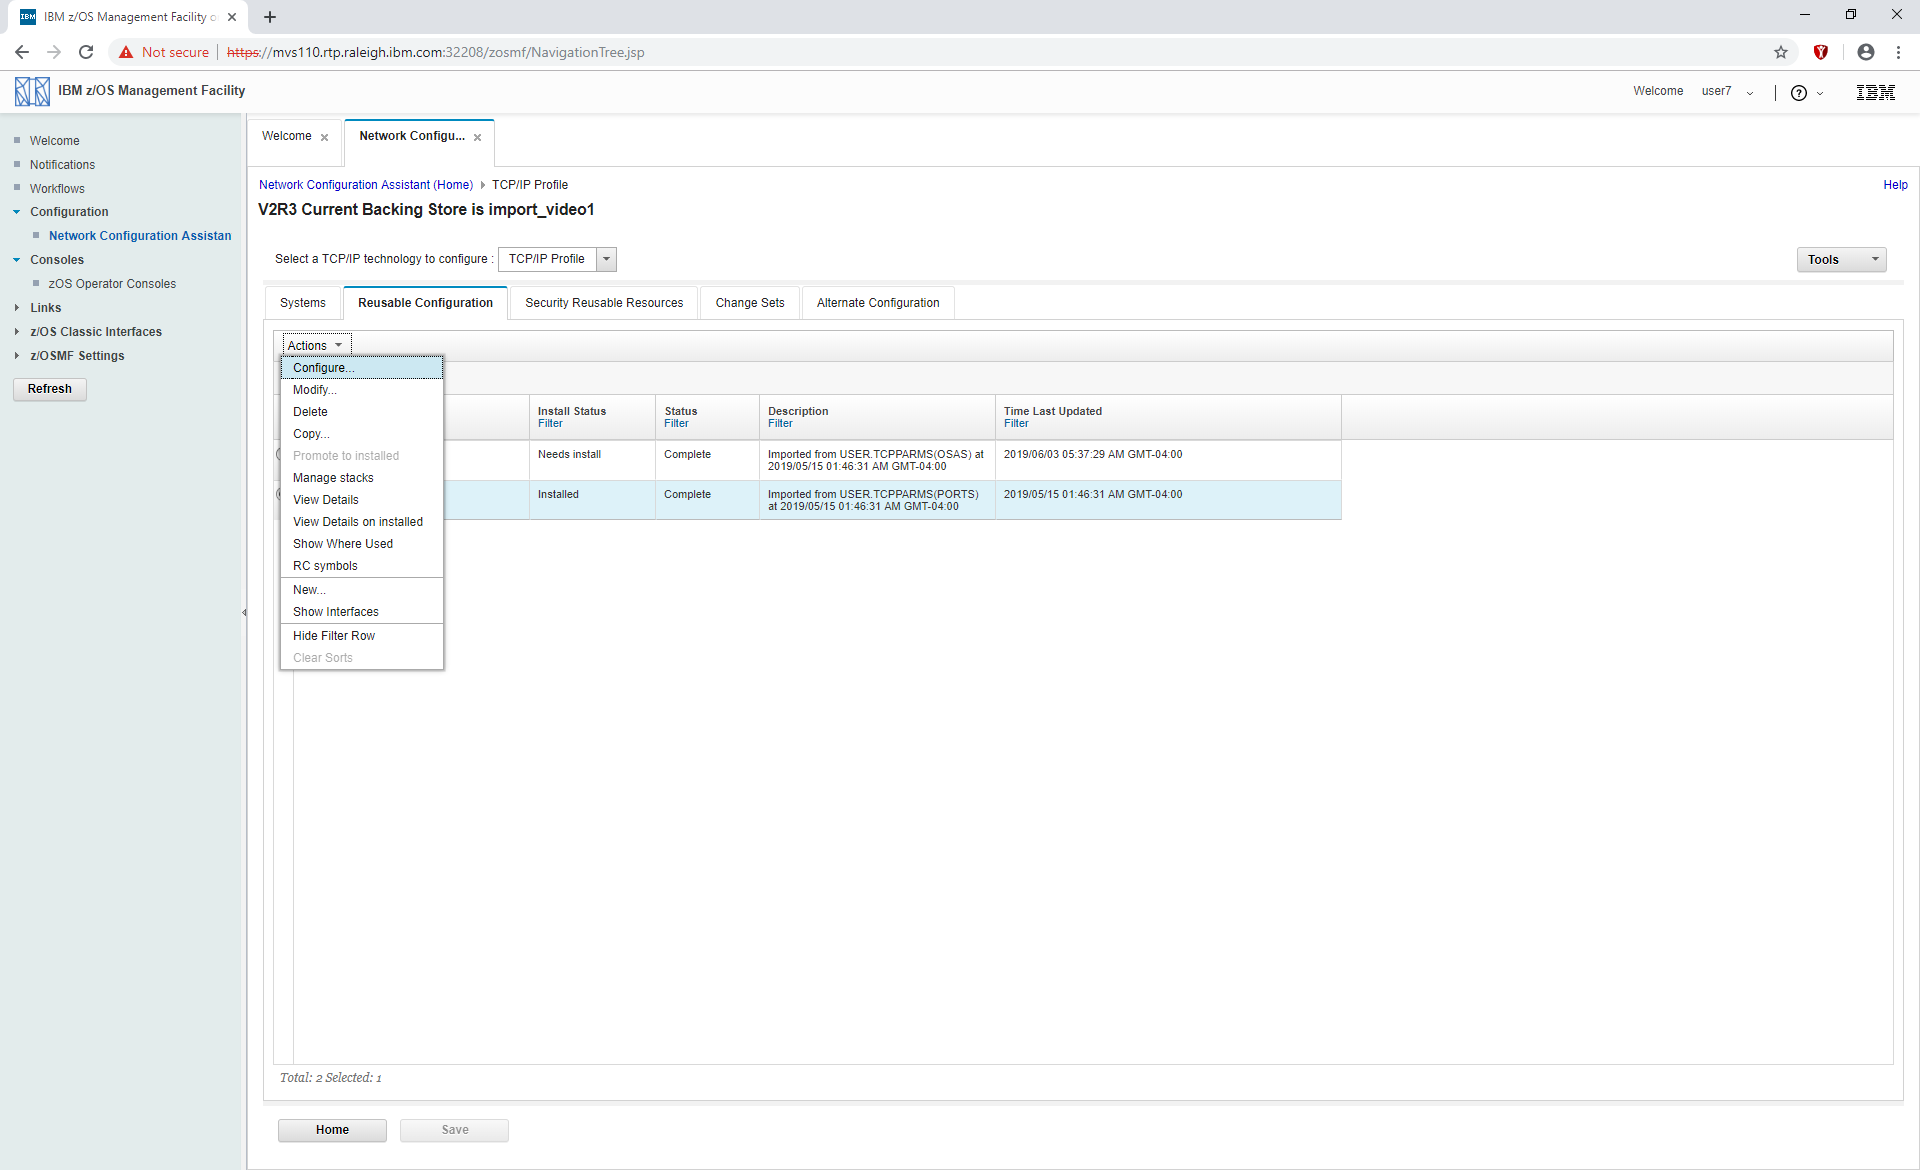 IBM IBM z/OS Management Facility o
Not secure https://mvs110.rtp.raleigh.ibm.com:32208/zosmf/NavigationTree.jsp
IBM z/OS Management Facility
Welcome user7 ? IBM
Welcome
Notifications
Workflows
Configuration
Network Configuration Assistan
Consoles
zOS Operator Consoles
Links
z/OS Classic Interfaces
z/OSMF Settings
Refresh
Welcome
Network Configu...
Network Configuration Assistant (Home) TCP/IP Profile
Help
V2R3 Current Backing Store is import_video1
Select a TCP/IP technology to configure : TCP/IP Profile
Tools
Systems Reusable Configuration Security Reusable Resources Change Sets Alternate Configuration
Actions
Configure...
Modify...
Delete
Copy...
Promote to installed
Manage stacks
View Details
View Details on installed
Show Where Used
RC symbols
New...
Show Interfaces
Hide Filter Row
Clear Sorts
Install Status Status Description Time Last Updated
Filter Filter Filter Filter
Needs install Complete Imported from USER.TCPPARMS(OSAS) at 2019/06/03 05:37:29 AM GMT-04:00
2019/05/15 01:46:31 AM GMT-04:00
Installed Complete Imported from USER.TCPPARMS(PORTS) 2019/05/15 01:46:31 AM GMT-04:00
at 2019/05/15 01:46:31 AM GMT-04:00
Total: 2 Selected: 1
Home Save